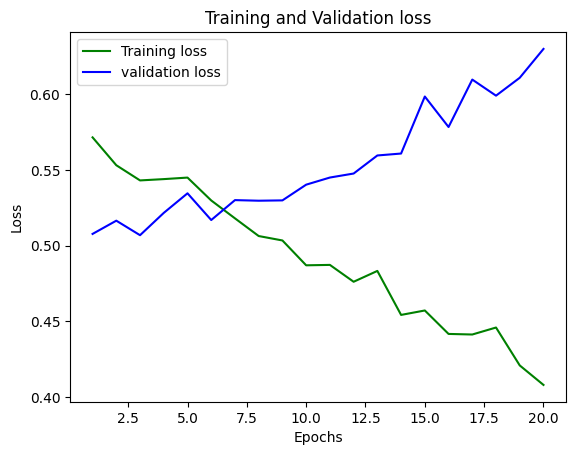 Training and Validation loss
Training loss
validation loss
Loss
0.60
0.55
0.50
0.45
0.40
2.5 5.0 7.5 10.0 12.5 15.0 17.5 20.0
Epochs